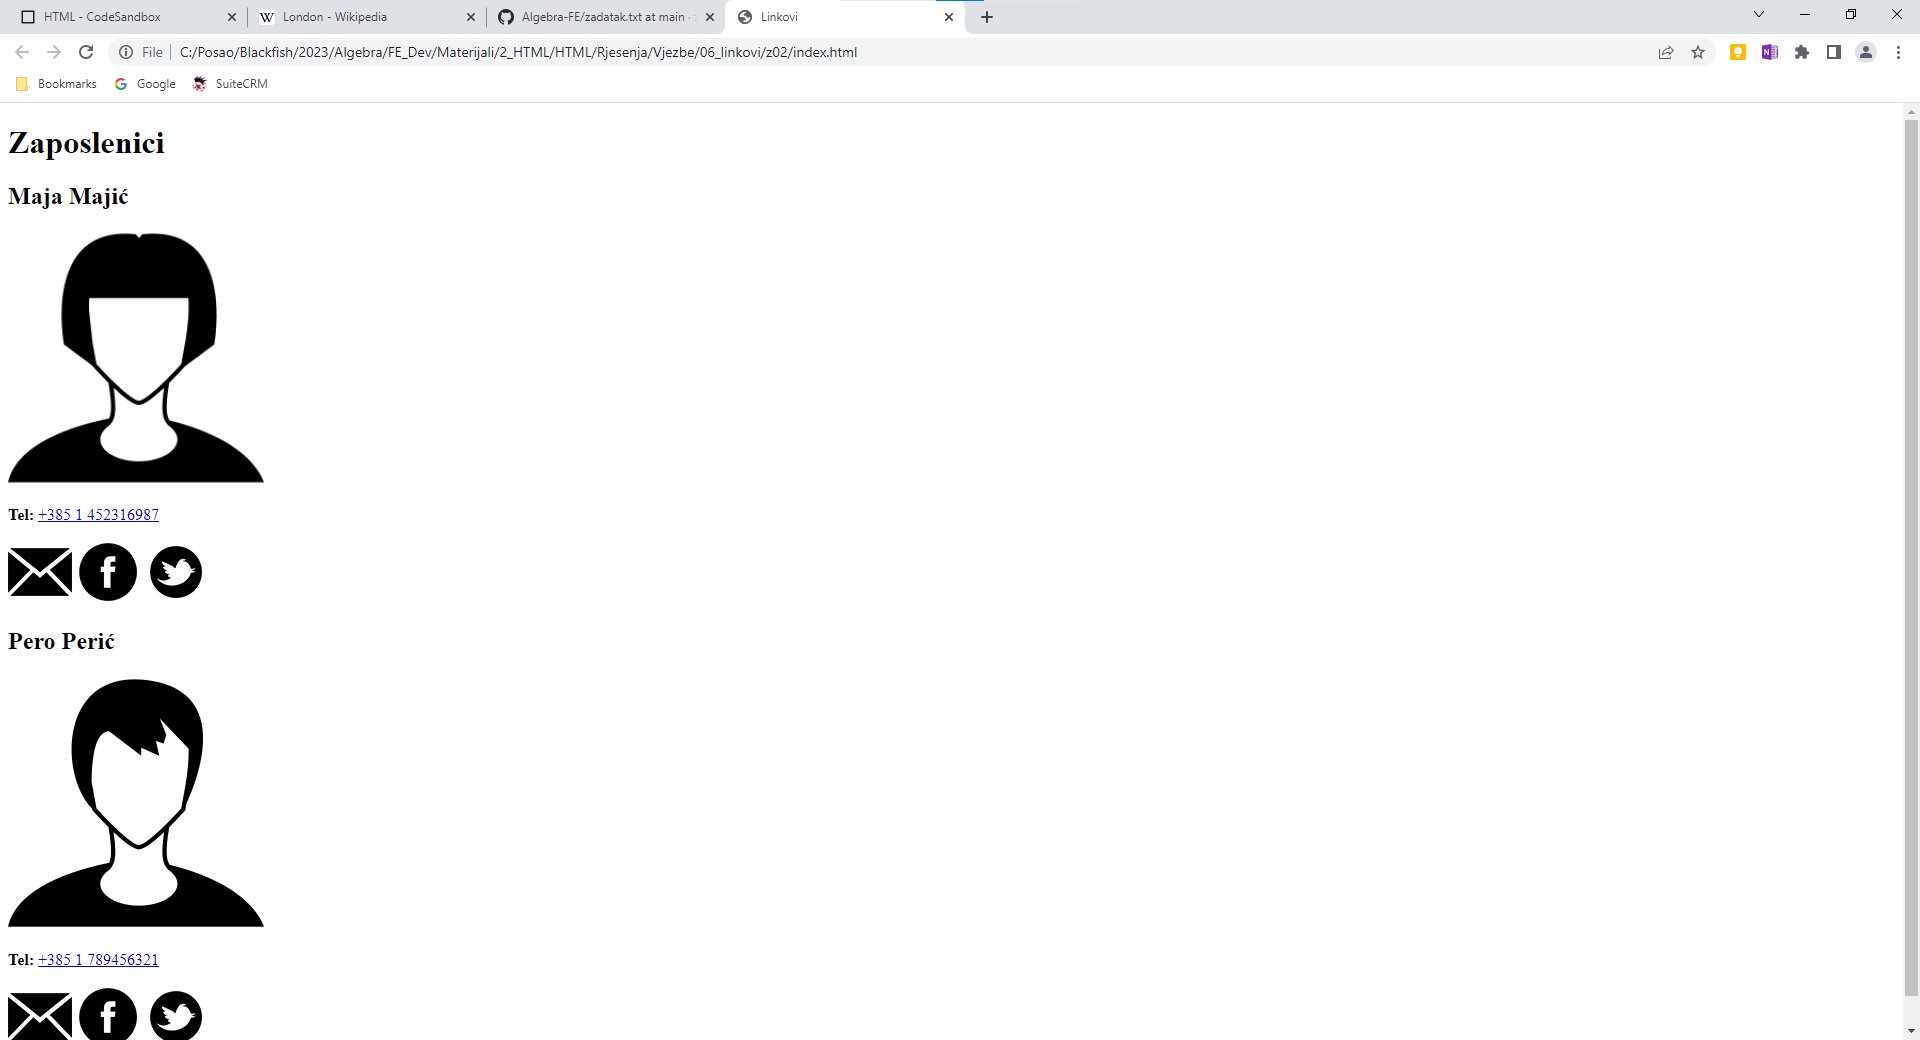 HTML - CodeSandbox
London - Wikipedia
Algebra-FE/zadatak.txt at main ·
Linkovi
File
C:/Posao/Blackfish/2023/Algebra/FE_Dev/Materijali/2_HTML/HTML/Rjesenja/Vjezbe/06_linkovi/z02/index.html
Bookmarks
Google
SuiteCRM
Zaposlenici
Maja Majić
Tel: +385 1 452316987
Pero Perić
Tel: +385 1 789456321